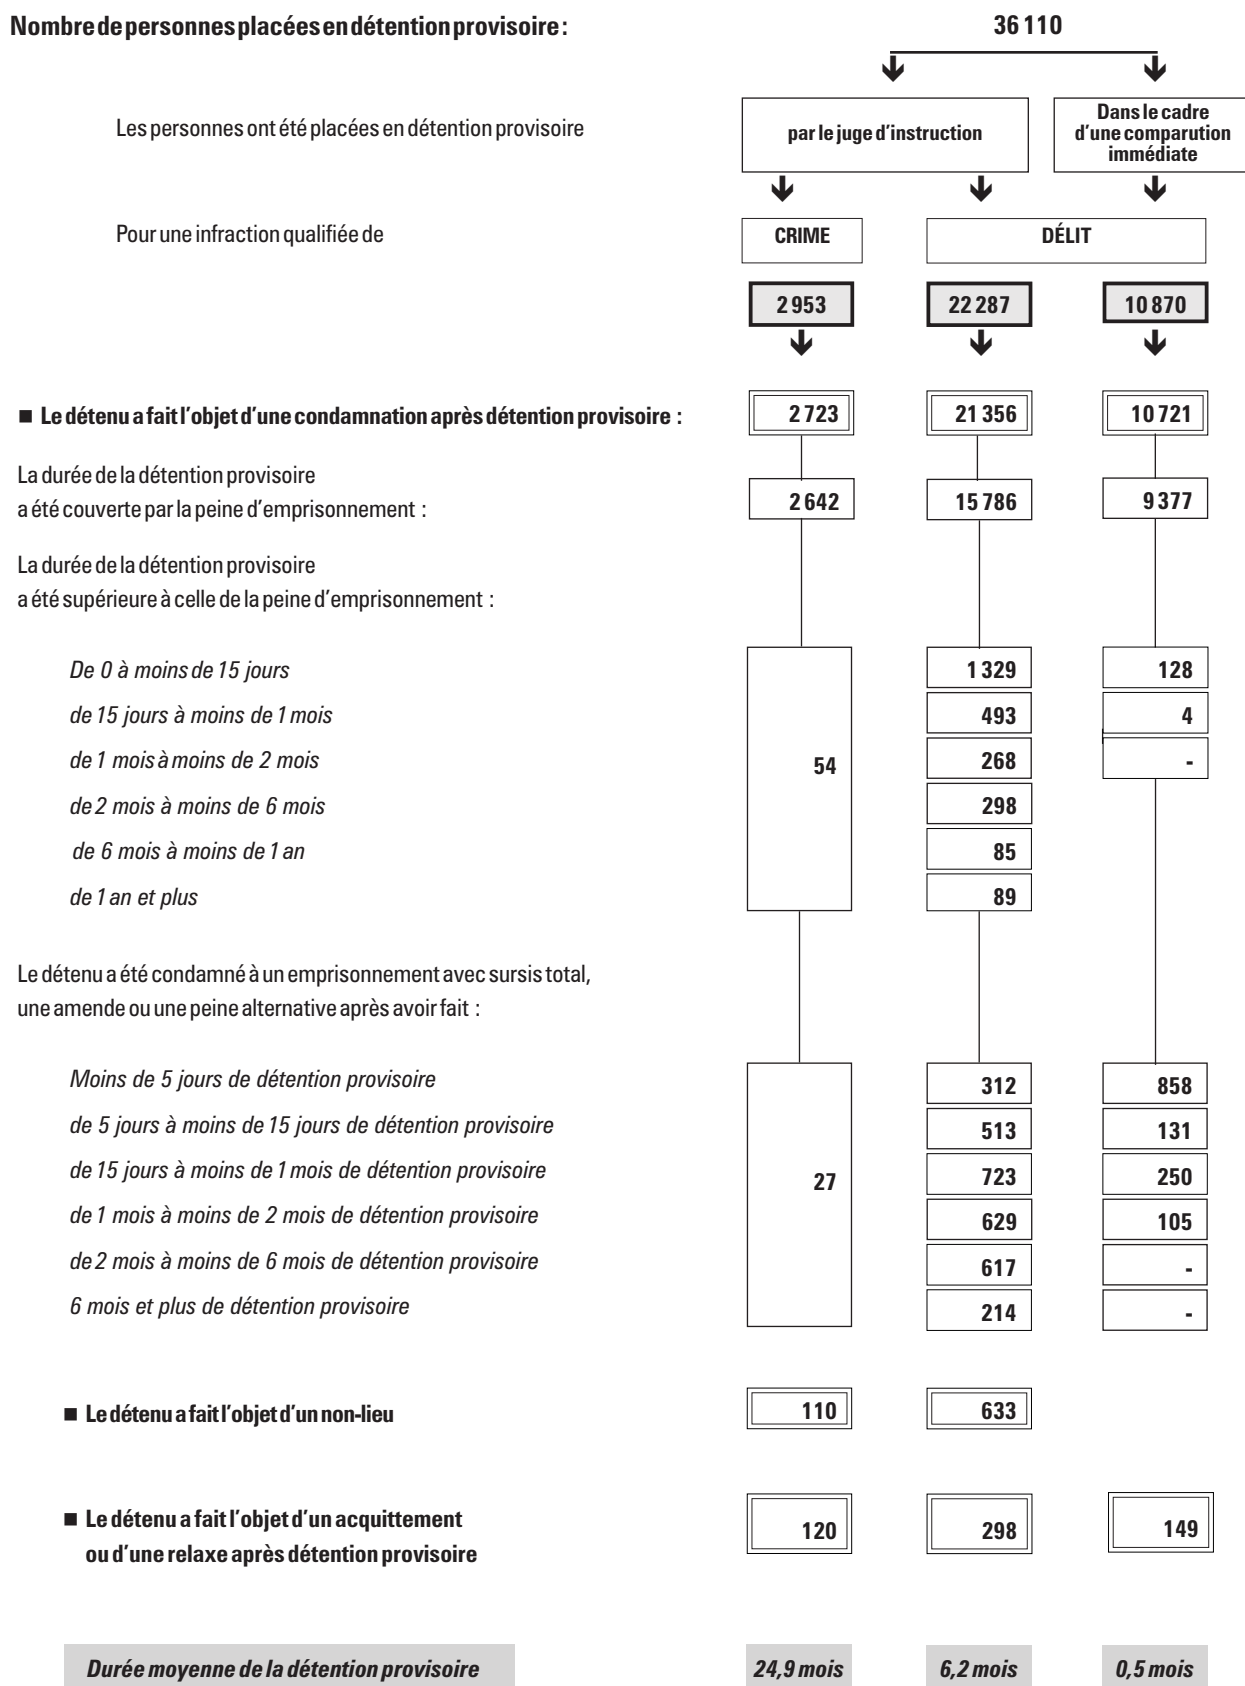 Nombre de personnes placées en détention provisoire : 36 110
Les personnes ont été placées en détention provisoire
par le juge d'instruction
Dans le cadre
d'une comparution
immédiate
Pour une infraction qualifiée de
CRIME DÉLIT
2 953 22 287 10 870
■ Le détenu a fait l'objet d'une condamnation après détention provisoire : 2 723 21 356 10 721
La durée de la détention provisoire
a été couverte par la peine d'emprisonnement : 2 642 15 786 9 377
La durée de la détention provisoire
a été supérieure à celle de la peine d'emprisonnement :
De 0 à moins de 15 jours 1 329 128
de 15 jours à moins de 1 mois 493 4
de 1 mois à moins de 2 mois 54 268 -
de 2 mois à moins de 6 mois 298
de 6 mois à moins de 1 an 85
de 1 an et plus 89
Le détenu a été condamné à un emprisonnement avec sursis total,
une amende ou une peine alternative après avoir fait :
Moins de 5 jours de détention provisoire 312 858
de 5 jours à moins de 15 jours de détention provisoire 513 131
de 15 jours à moins de 1 mois de détention provisoire 27 723 250
de 1 mois à moins de 2 mois de détention provisoire 629 105
de 2 mois à moins de 6 mois de détention provisoire 617 -
6 mois et plus de détention provisoire 214 -
■ Le détenu a fait l'objet d'un non-lieu 110 633
■ Le détenu a fait l'objet d'un acquittement
ou d'une relaxe après détention provisoire 120 298 149
Durée moyenne de la détention provisoire 24,9 mois 6,2 mois 0,5 mois